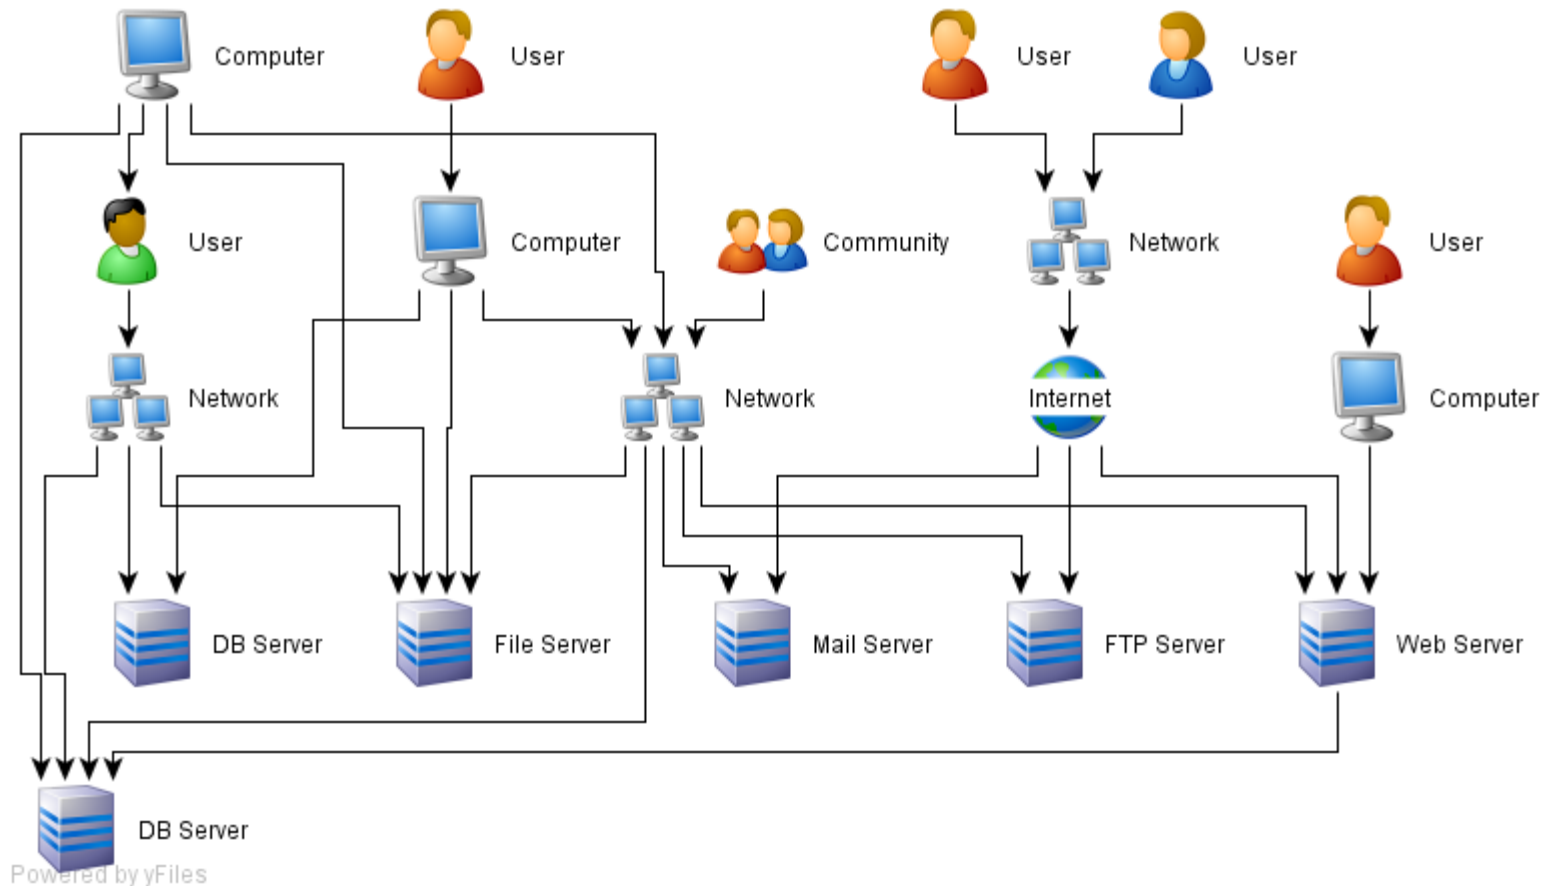 Computer
User
User
User
User
Computer
Community
Network
User
Network
Network
Internet
Computer
DB Server
File Server
Mail Server
FTP Server
Web Server
DB Server
Powered by yFiles